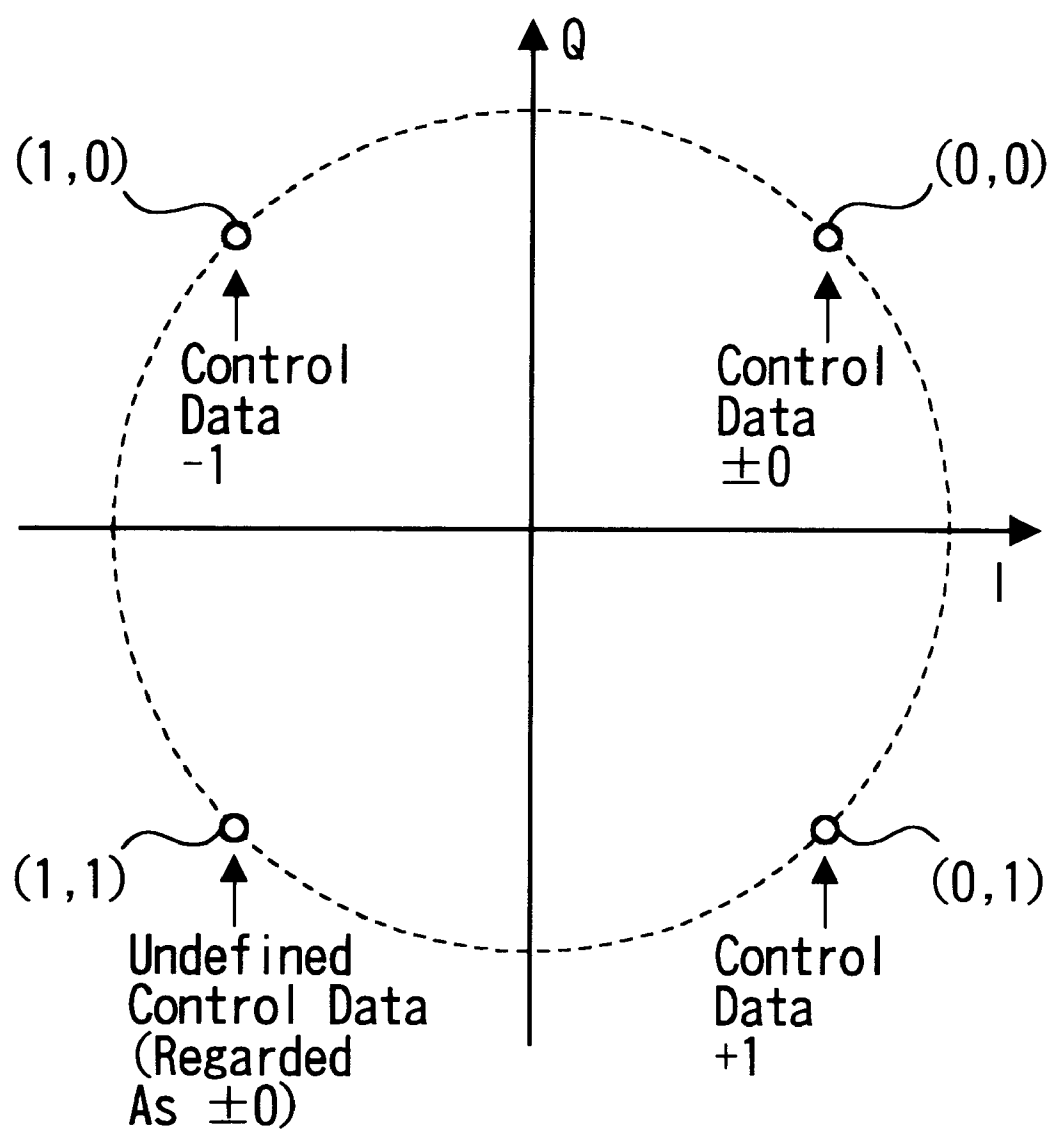 Q
(1,0)
(0,0)
Control
Data
-1
Control
Data
±0
I
(1,1)
(0,1)
Undefined
Control Data
(Regarded
As ±0)
Control
Data
+1